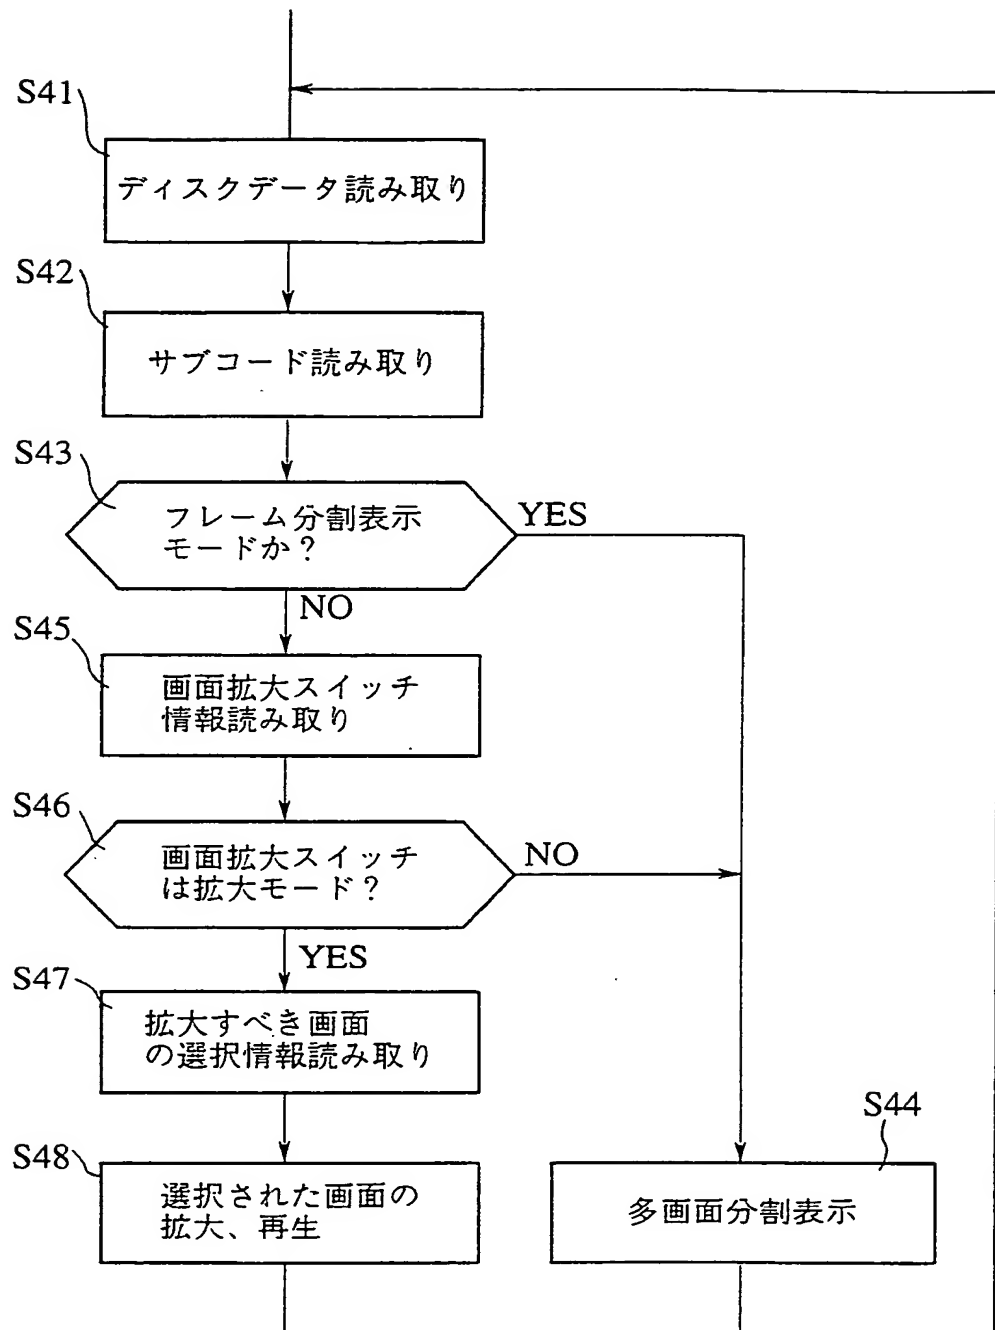 S41
ディスクデータ読み取り
S42
サブコード読み取り
S43
フレーム分割表示
モードか？
YES
NO
S45
画面拡大スイッチ
情報読み取り
S46
画面拡大スイッチ
は拡大モード？
NO
YES
S47
拡大すべき画面
の選択情報読み取り
S44
S48
選択された画面の
拡大、再生
多画面分割表示